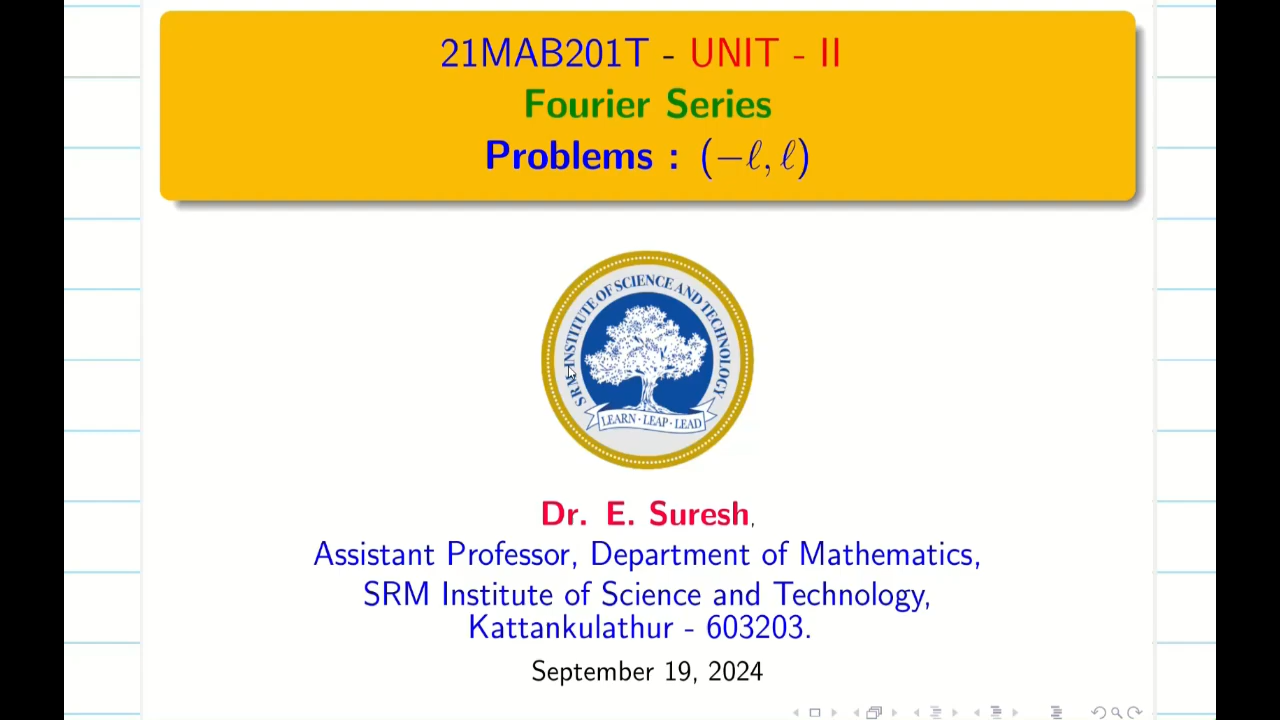 21MAB201T - UNIT - II
Fourier Series
Problems : (−ℓ, ℓ)
SRM INSTITUTE OF SCIENCE AND TECHNOLOGY
LEARN · LEAP · LEAD
Dr. E. Suresh,
Assistant Professor, Department of Mathematics,
SRM Institute of Science and Technology,
Kattankulathur - 603203.
September 19, 2024